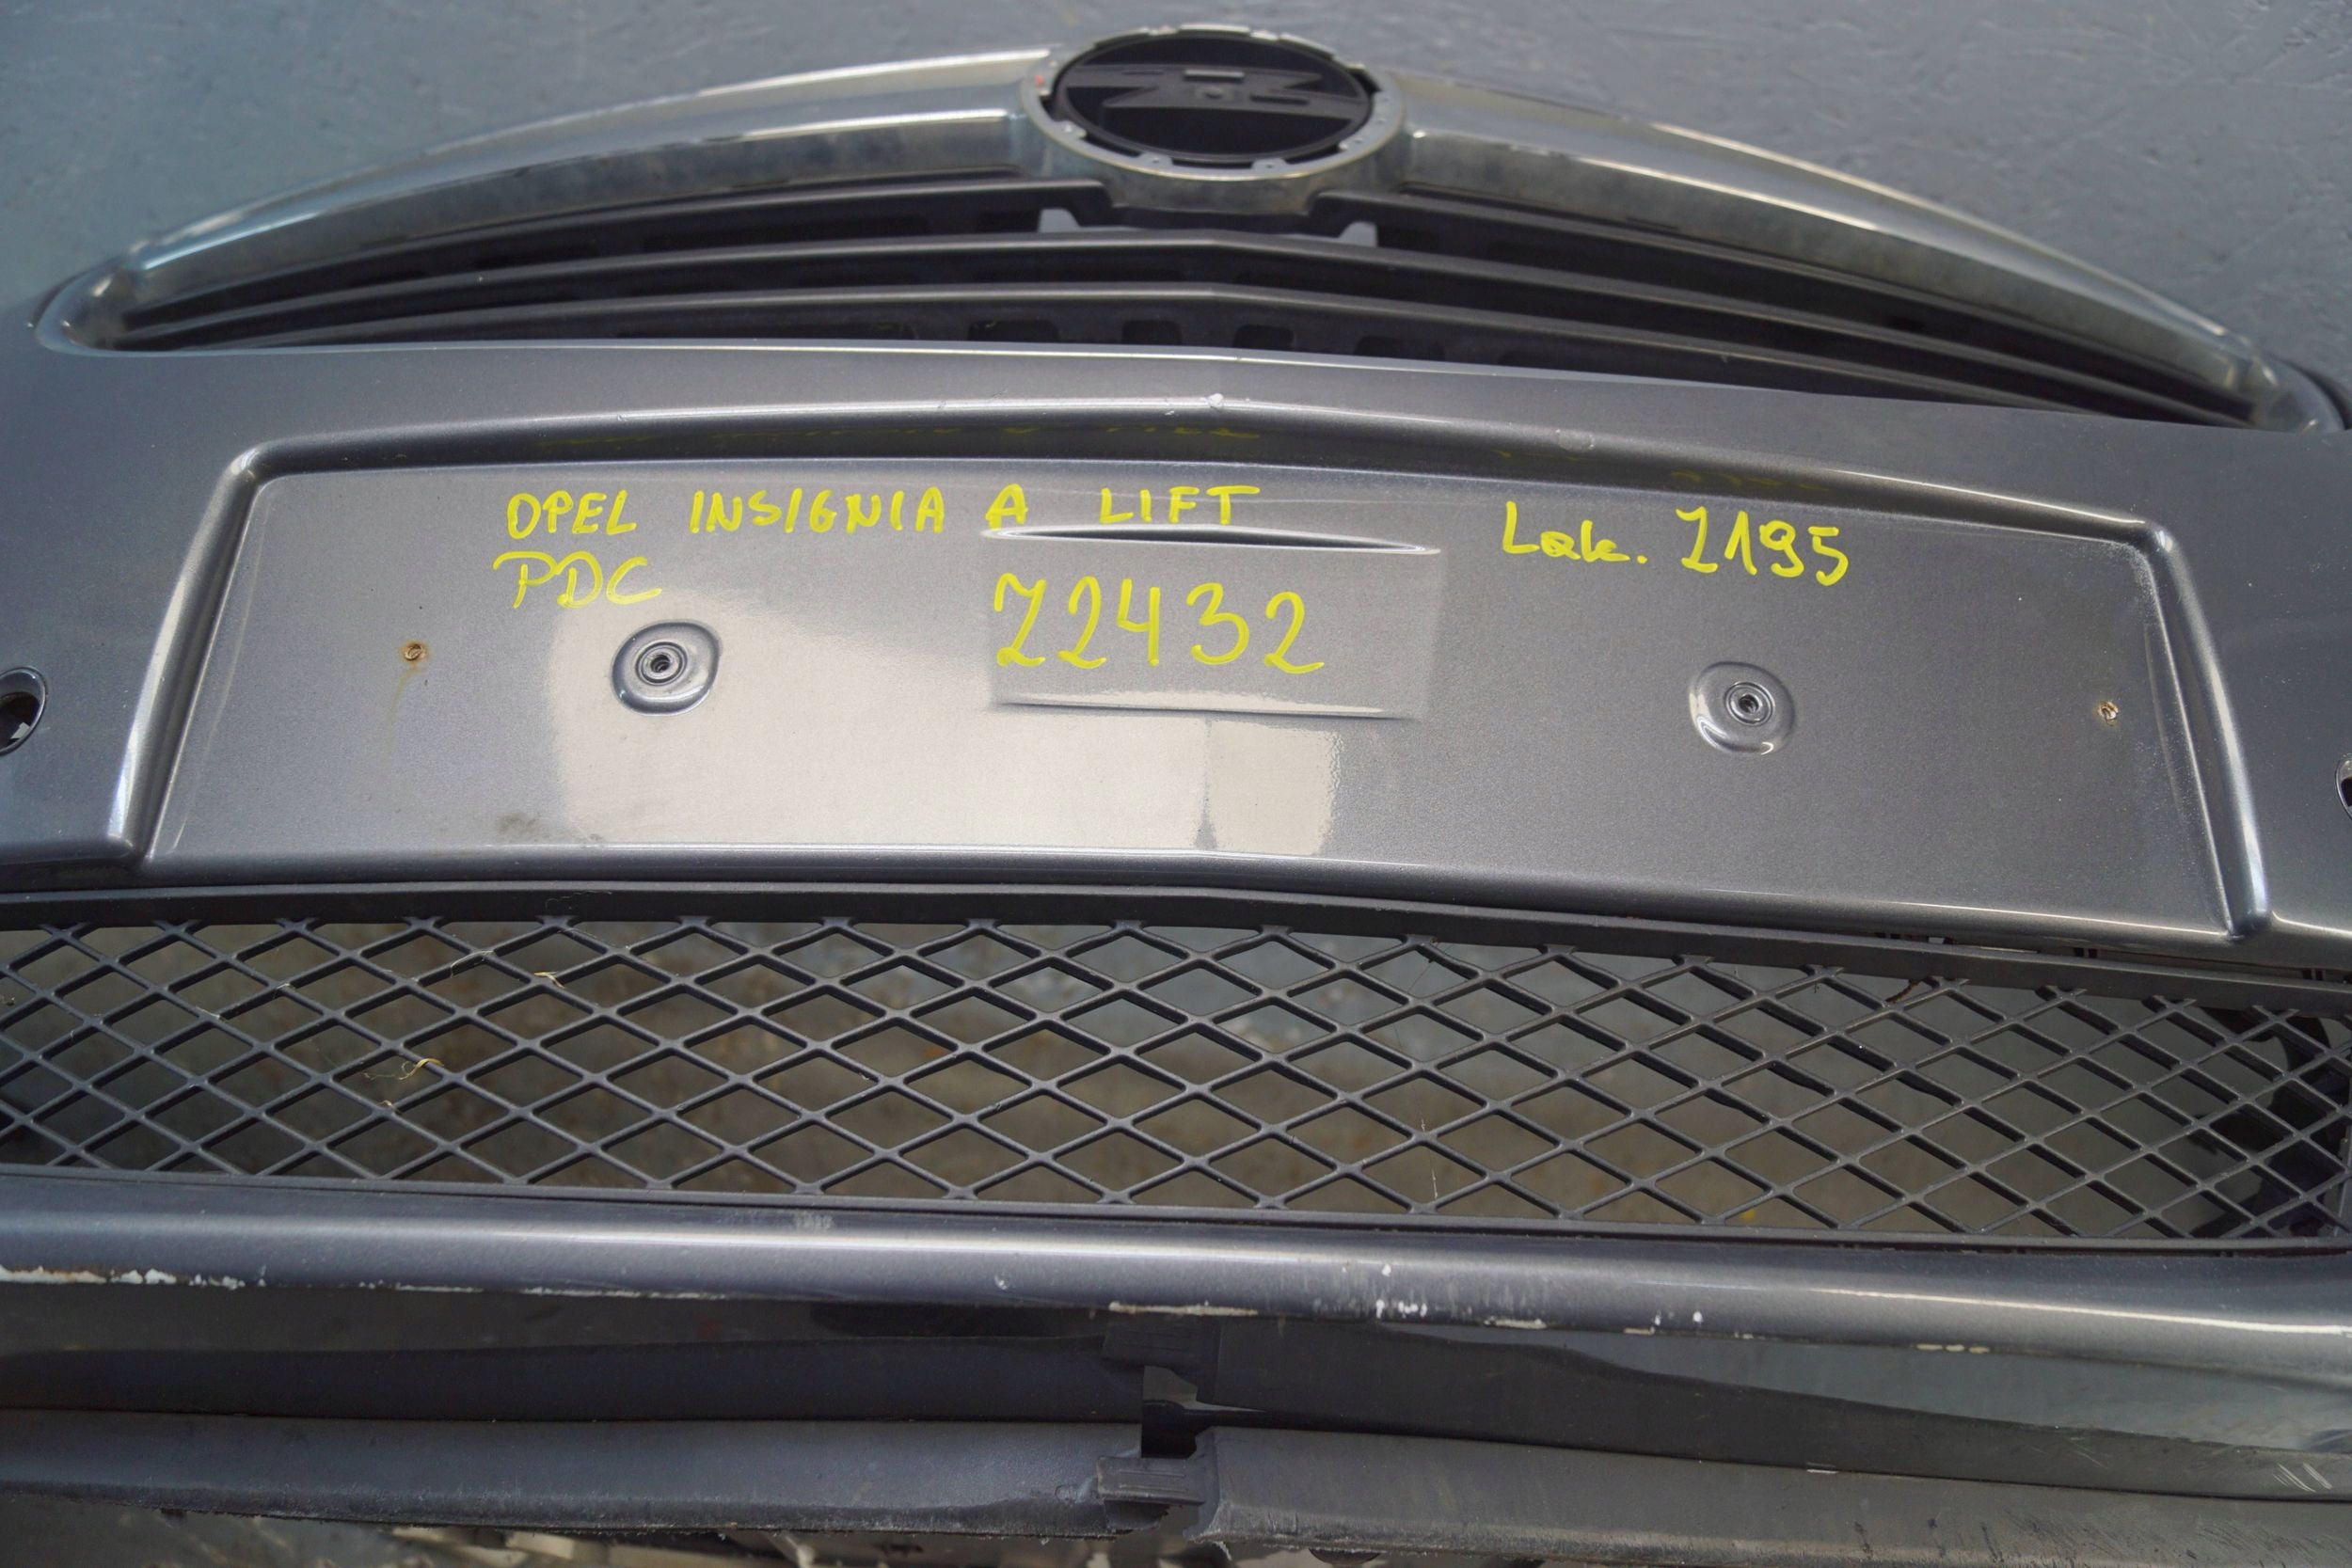 OPEL INSIGNIA A LIFT Lak. Z195
PDC
Z2432